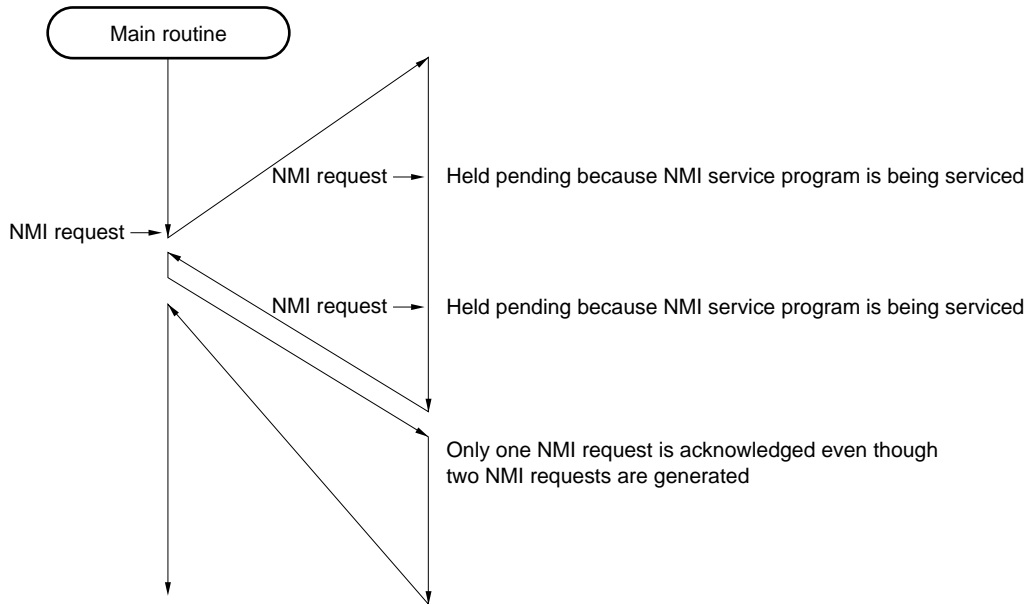 Main routine
NMI request
Held pending because NMI service program is being serviced
NMI request
NMI request
Held pending because NMI service program is being serviced
Only one NMI request is acknowledged even though
two NMI requests are generated